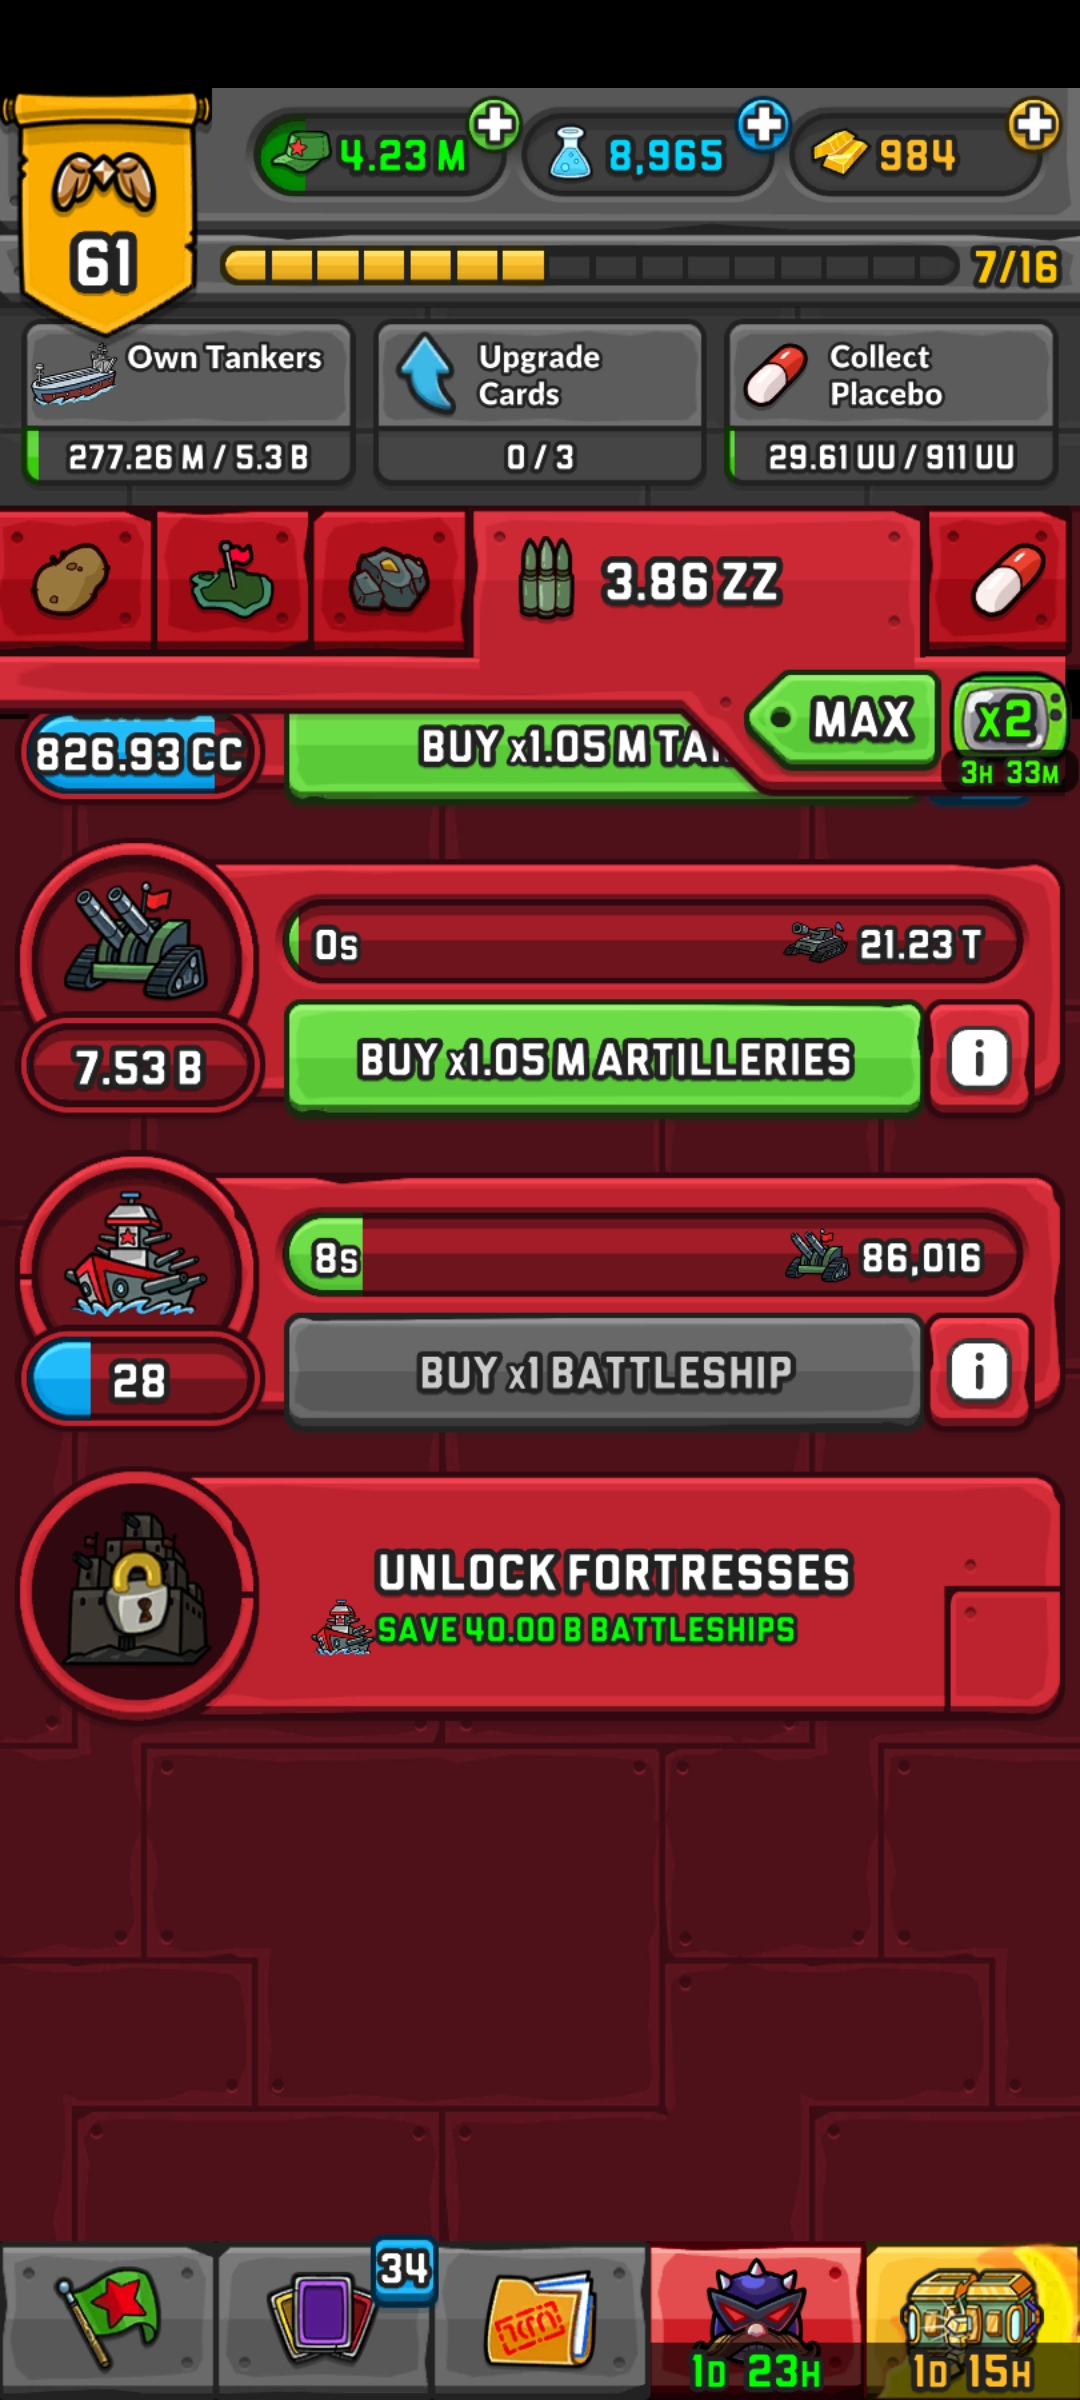 4.23 M
8,965
984
61
7/16
Own Tankers
277.26 M / 5.3 B
Upgrade
Cards
0 / 3
Collect
Placebo
29.61 UU / 911 UU
3.86 ZZ
MAX
x2
3H 33M
826.93 CC
BUY x1.05 M
0s
21.23 T
7.53 B
BUY x1.05 M ARTILLERIES
i
8s
86,016
28
BUY x1 BATTLESHIP
i
UNLOCK FORTRESSES
SAVE 40.00 B BATTLESHIPS
34
1D 23H
1D 15H